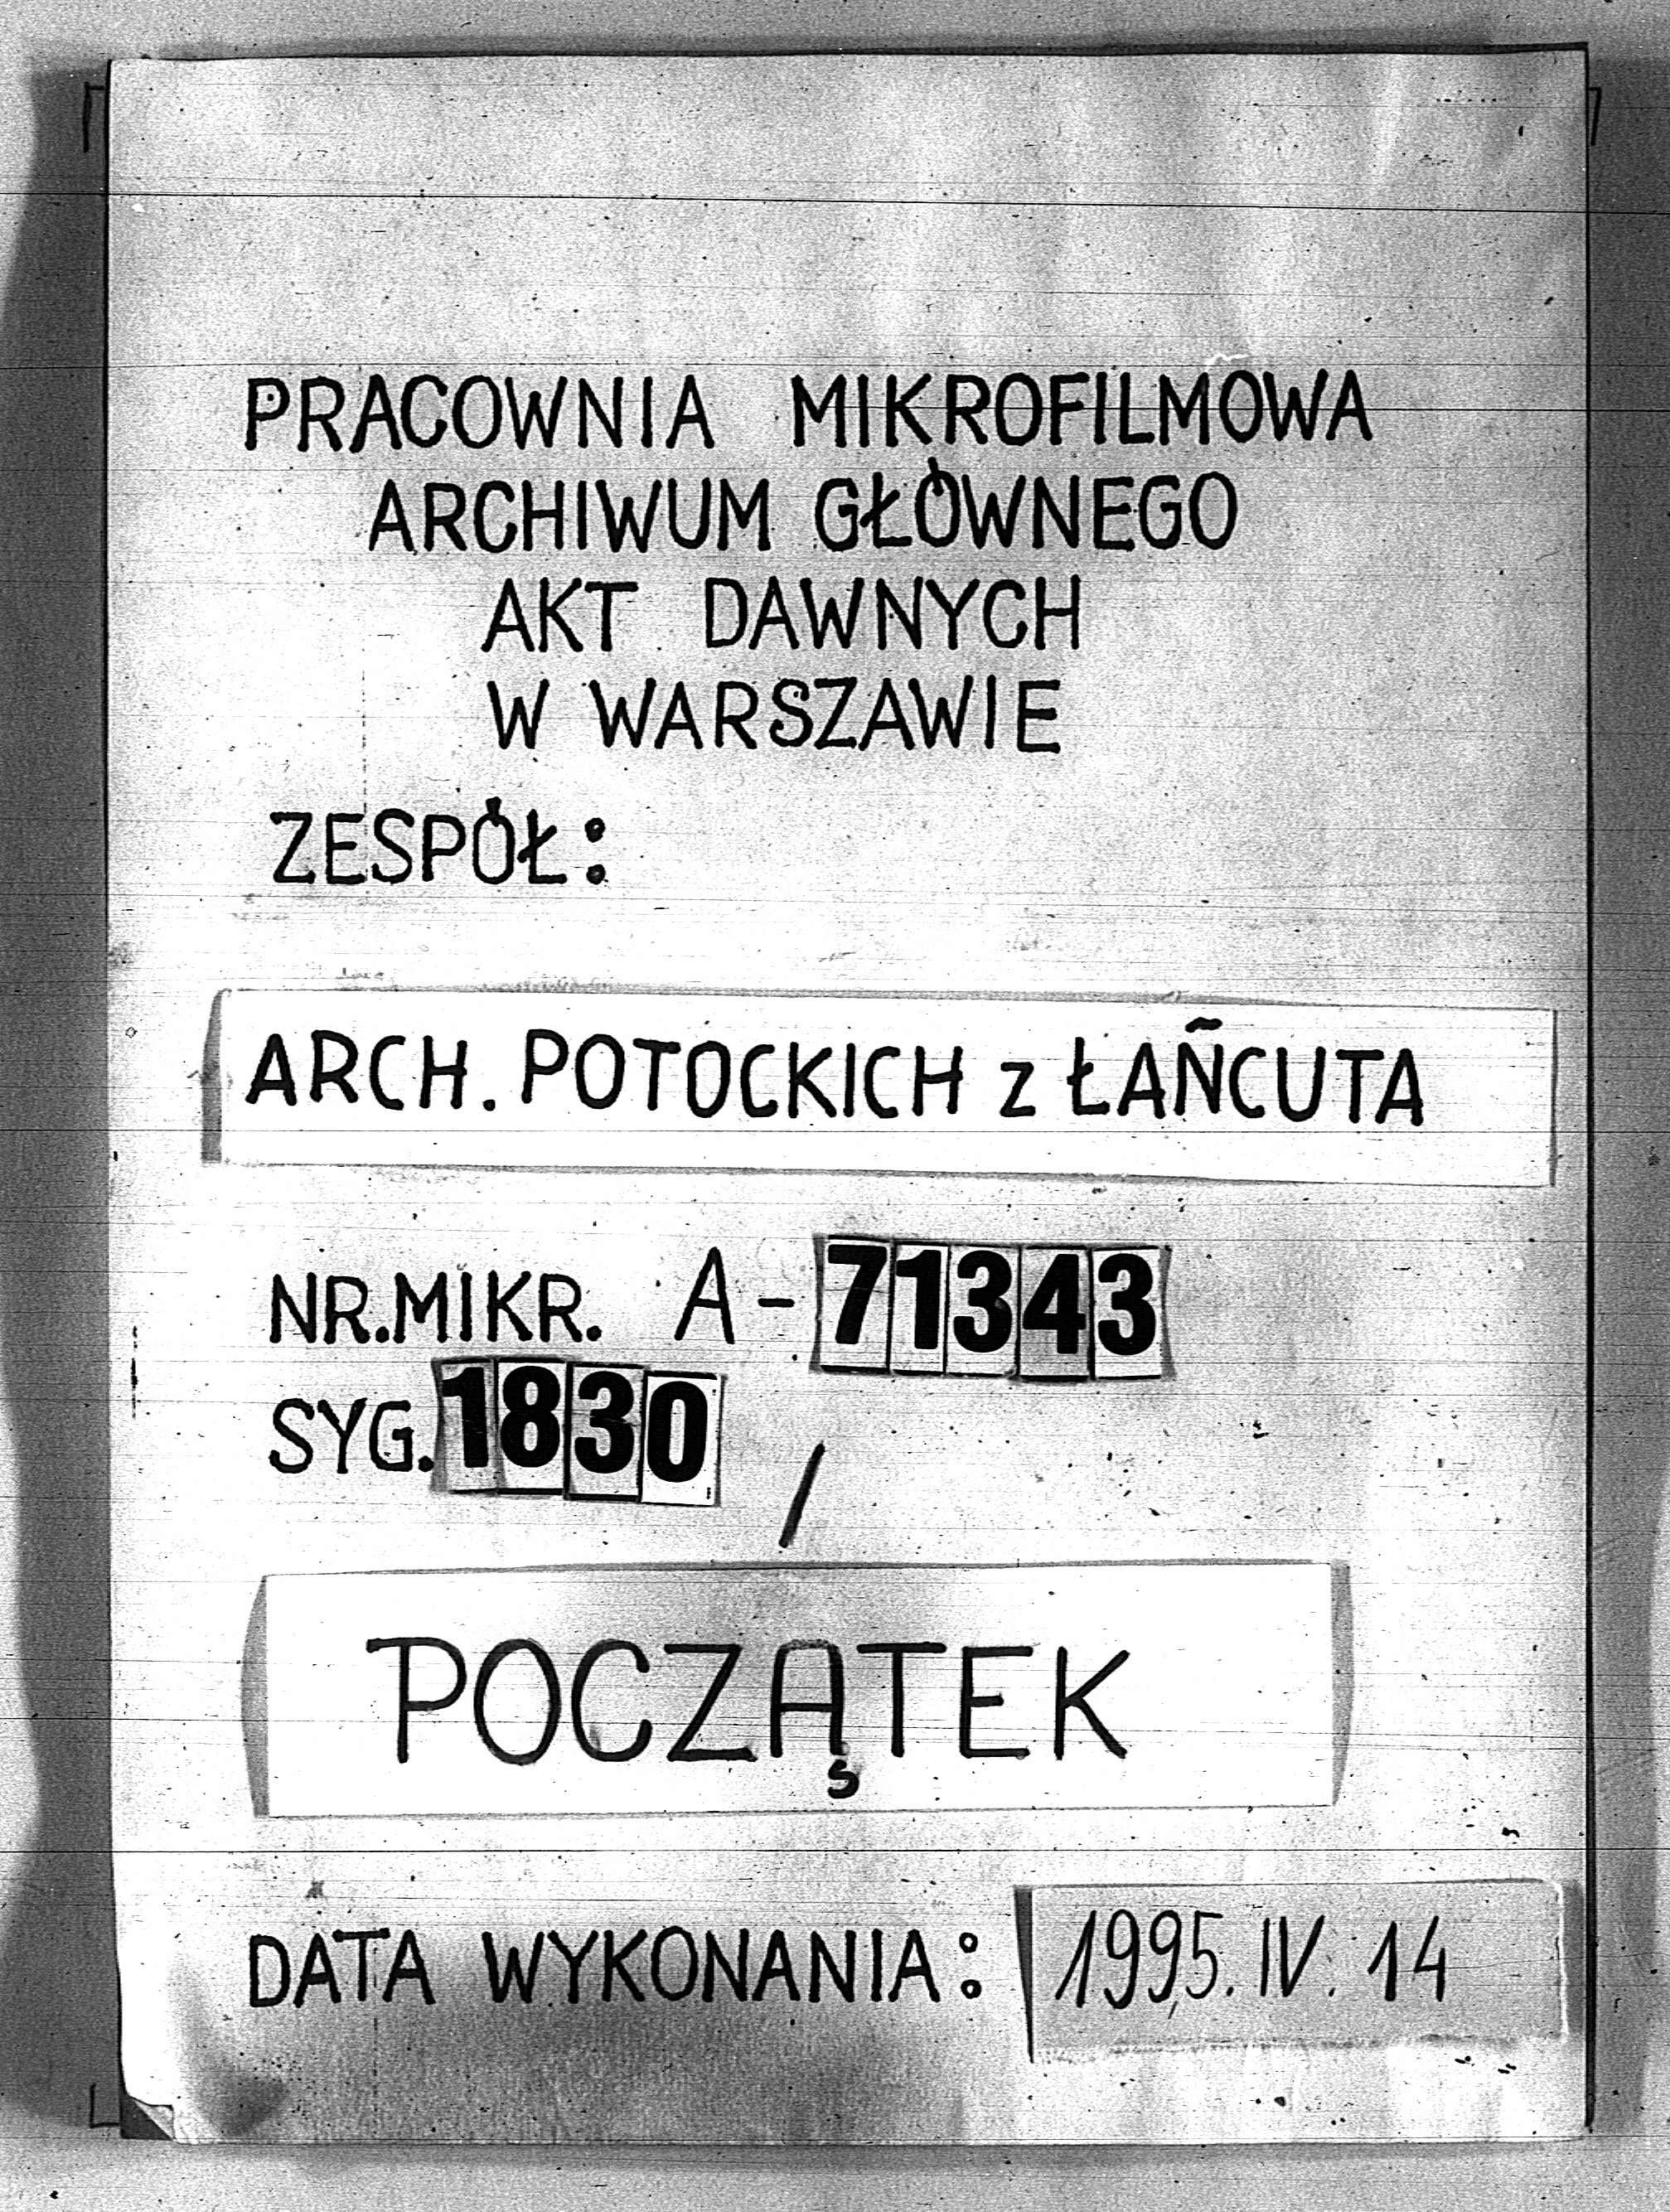 PRACOWNIA MIKROFILMOWA
ARCHIWUM GŁÓWNEGO
AKT DAWNYCH
W WARSZAWIE
ZESPÓŁ:
ARCH. POTOCKICH z ŁAŃCUTA
NR.MIKR. A-71343
SYG. 1830 /
POCZĄTEK
DATA WYKONANIA: 1995. IV. 14